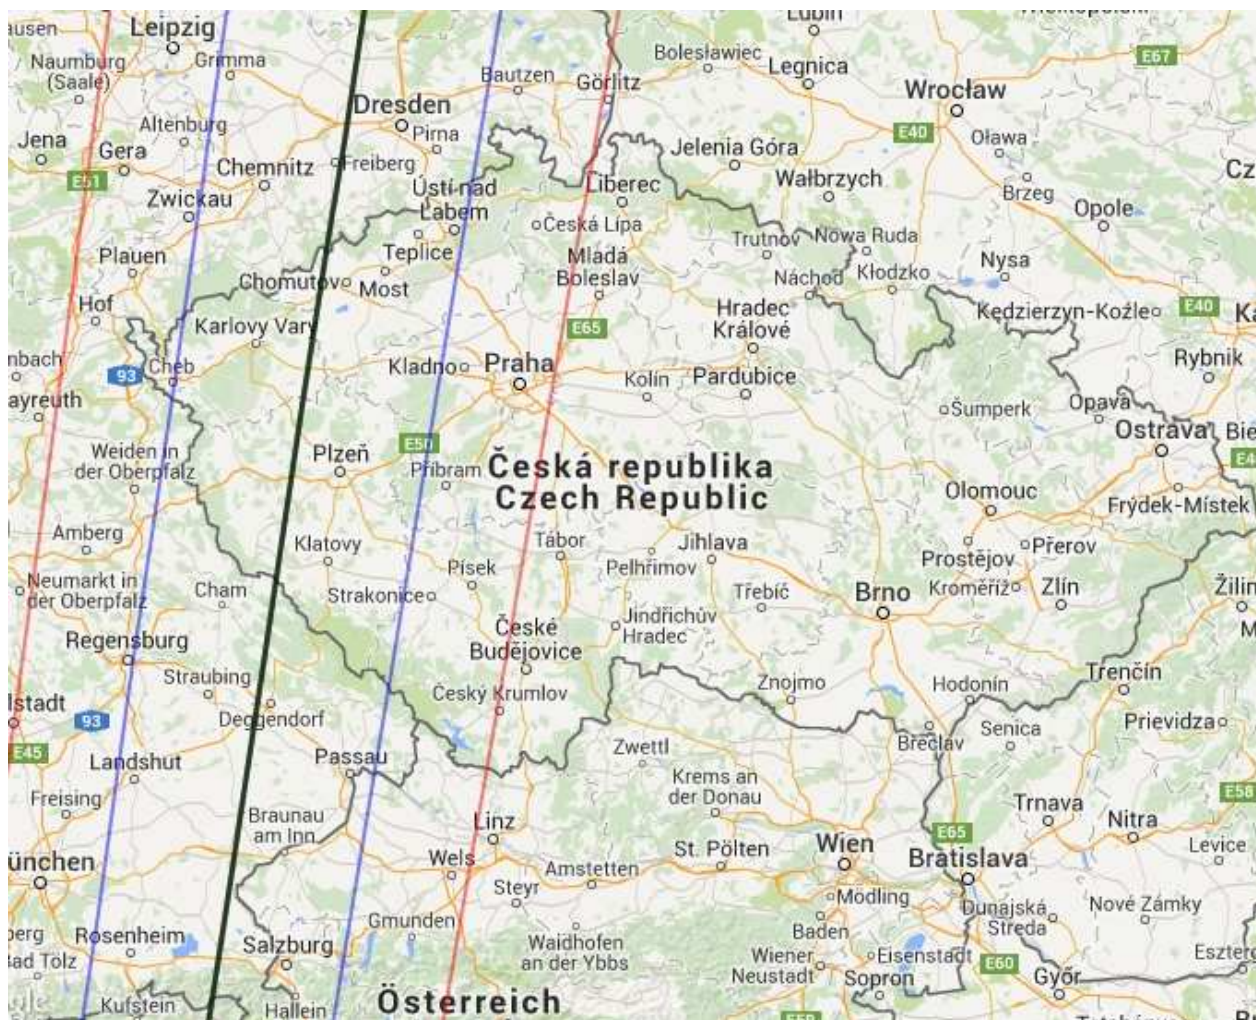 Leipzig
Grimma
Naumburg
(Saale)
Altenburg
Jena
Gera
E51
Chemnitz
Zwickau
Plauen
Hof
Dresden
Pirna
Freiberg
Bautzen
Görlitz
Bolesławiec
Lubin
Legnica
Wrocław
E67
E40
Oława
Brzeg
Opole
Jelenia Góra
Wałbrzych
Ústí nad
Labem
Liberec
Česká Lípa
Teplice
Mladá
Boleslav
Trutnov
Nowa Ruda
Kłodzko
Nysa
Náchod
Chomutov
Most
Karlovy Vary
Cheb
93
E65
Hradec
Králové
Kędzierzyn-Koźle
E40
Rybnik
Kladno
Praha
Kolín
Pardubice
Šumperk
Opava
Ostrava
Weiden in
der Oberpfalz
Plzeň
E50
Příbram
Česká republika
Czech Republic
Olomouc
Frýdek-Místek
Amberg
Klatovy
Tábor
Jihlava
Pelhřimov
Prostějov
Přerov
Neumarkt in
der Oberpfalz
Cham
Strakonice
Písek
Třebíč
Brno
Kroměříž
Zlín
Regensburg
České
Budějovice
Jindřichův
Hradec
Straubing
Český Krumlov
Znojmo
Hodonín
Trenčín
93
Deggendorf
E45
Landshut
Passau
Zwettl
Břeclav
Senica
Prievidza
Freising
Krems an
der Donau
E58
Braunau
am Inn
Linz
Trnava
Nitra
Wels
St. Pölten
Wien
E65
Bratislava
Levice
Steyr
Amstetten
Mödling
Gmunden
Baden
Dunajská
Streda
Nové Zámky
Rosenheim
Salzburg
Waidhofen
an der Ybbs
Wiener
Neustadt
Eisenstadt
E60
Sopron
Győr
Kufstein
Hallein
Österreich